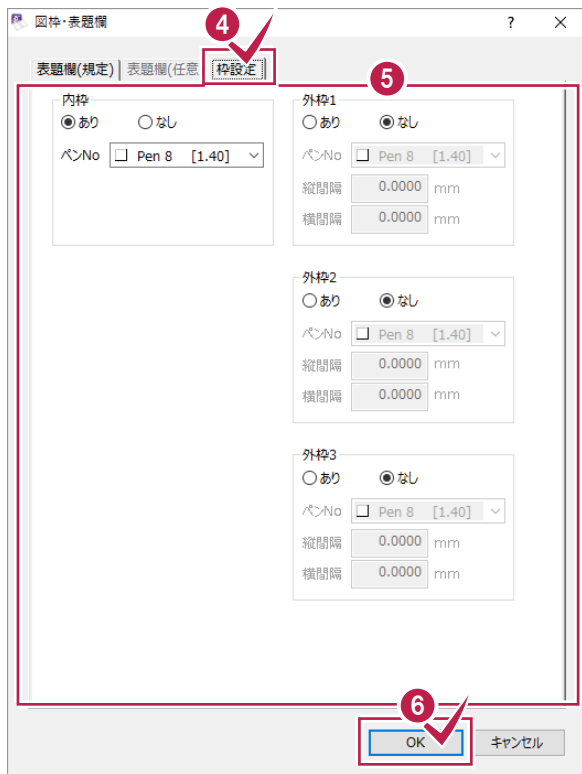 図枠・表題欄 ? ×
4
表題欄(規定) 表題欄(任意 枠設定
5
内枠
あり なし
ペンNo Pen 8 [1.40]
外枠1
あり なし
ペンNo Pen 8 [1.40]
縦間隔 0.0000 mm
横間隔 0.0000 mm
外枠2
あり なし
ペンNo Pen 8 [1.40]
縦間隔 0.0000 mm
横間隔 0.0000 mm
外枠3
あり なし
ペンNo Pen 8 [1.40]
縦間隔 0.0000 mm
横間隔 0.0000 mm
6
OK キャンセル